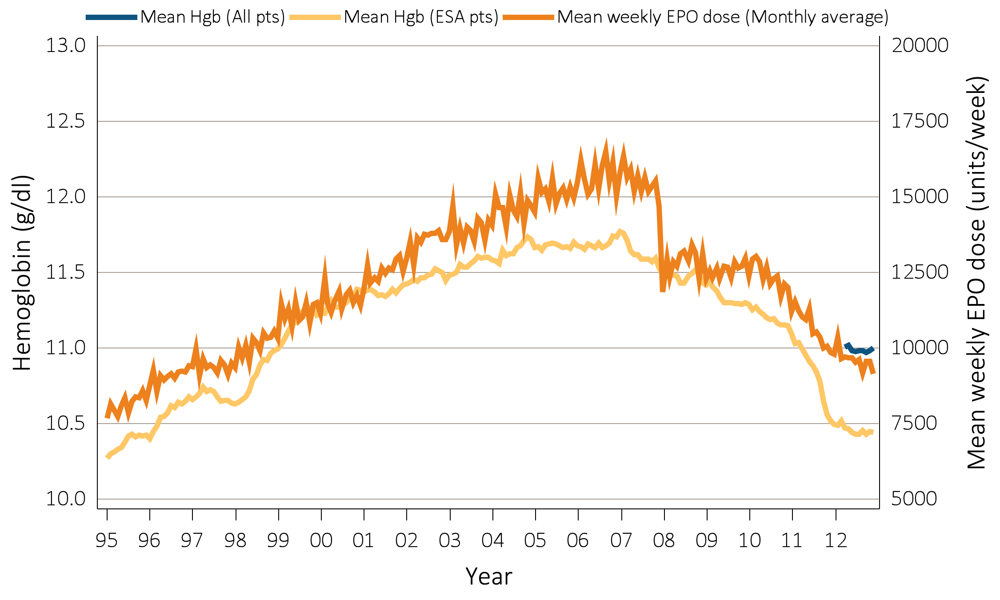 Mean Hgb (All pts) Mean Hgb (ESA pts) Mean weekly EPO dose (Monthly average)
Hemoglobin (g/dl)
13.0
12.5
12.0
11.5
11.0
10.5
10.0
20000
17500
15000
12500
10000
7500
5000
Mean weekly EPO dose (units/week)
95 96 97 98 99 00 01 02 03 04 05 06 07 08 09 10 11 12
Year